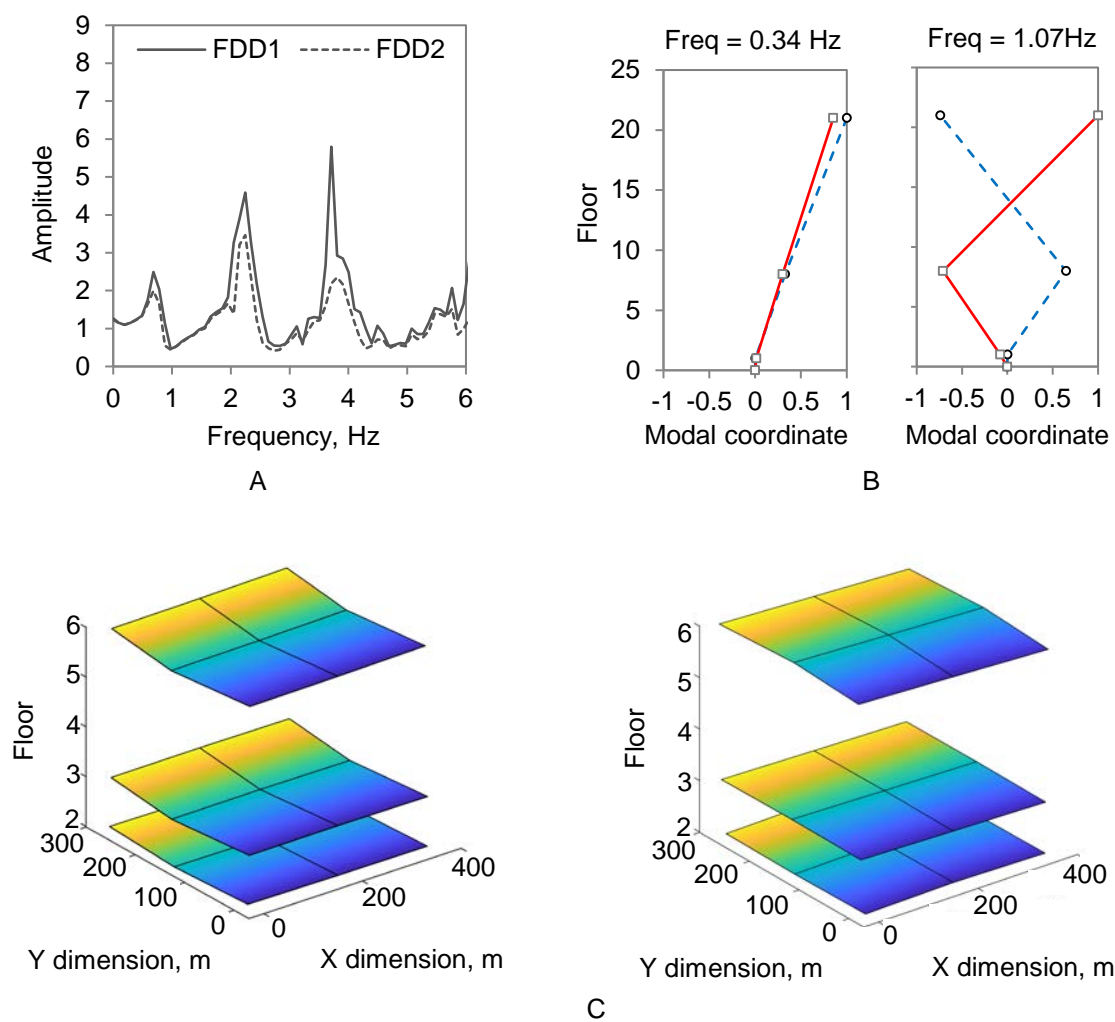 FDD1 FDD2
9
8
7
6
5
4
3
2
1
0
Amplitude
0 1 2 3 4 5 6
Frequency, Hz
A
Freq = 0.34 Hz
Freq = 1.07Hz
25
20
15
10
5
0
Floor
-1 -0.5 0 0.5 1
-1 -0.5 0 0.5 1
Modal coordinate
Modal coordinate
B
6
5
4
3
2
Floor
300
200
100
0
0
200
400
Y dimension, m
X dimension, m
6
5
4
3
2
Floor
300
200
100
0
0
200
400
Y dimension, m
X dimension, m
C